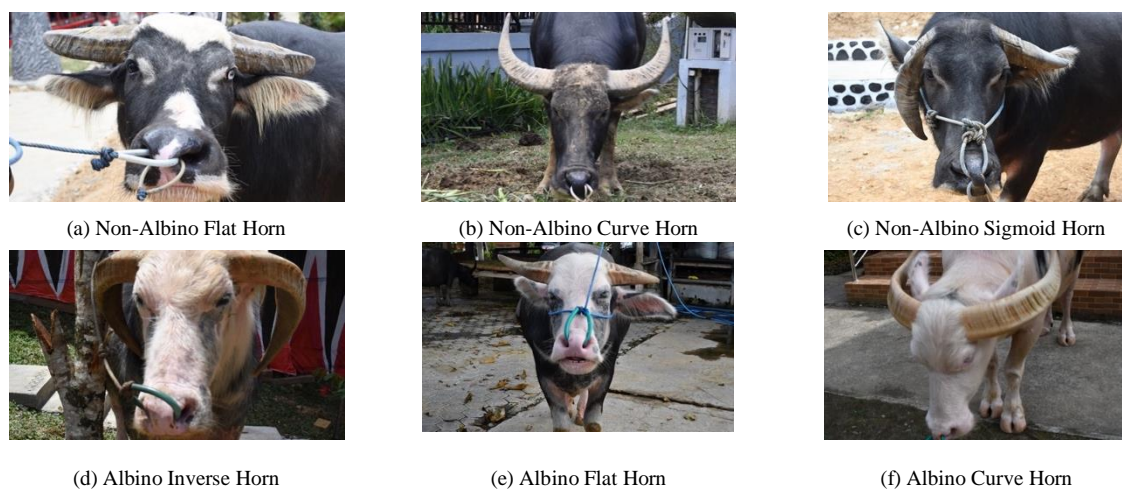 (a) Non-Albino Flat Horn
(b) Non-Albino Curve Horn
(c) Non-Albino Sigmoid Horn
(d) Albino Inverse Horn
(e) Albino Flat Horn
(f) Albino Curve Horn